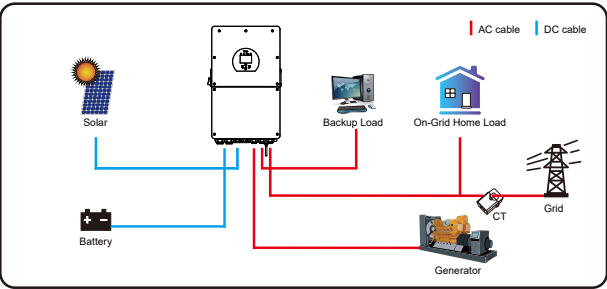 AC cable
DC cable
Solar
Backup Load
On-Grid Home Load
CT
Grid
Battery
Generator